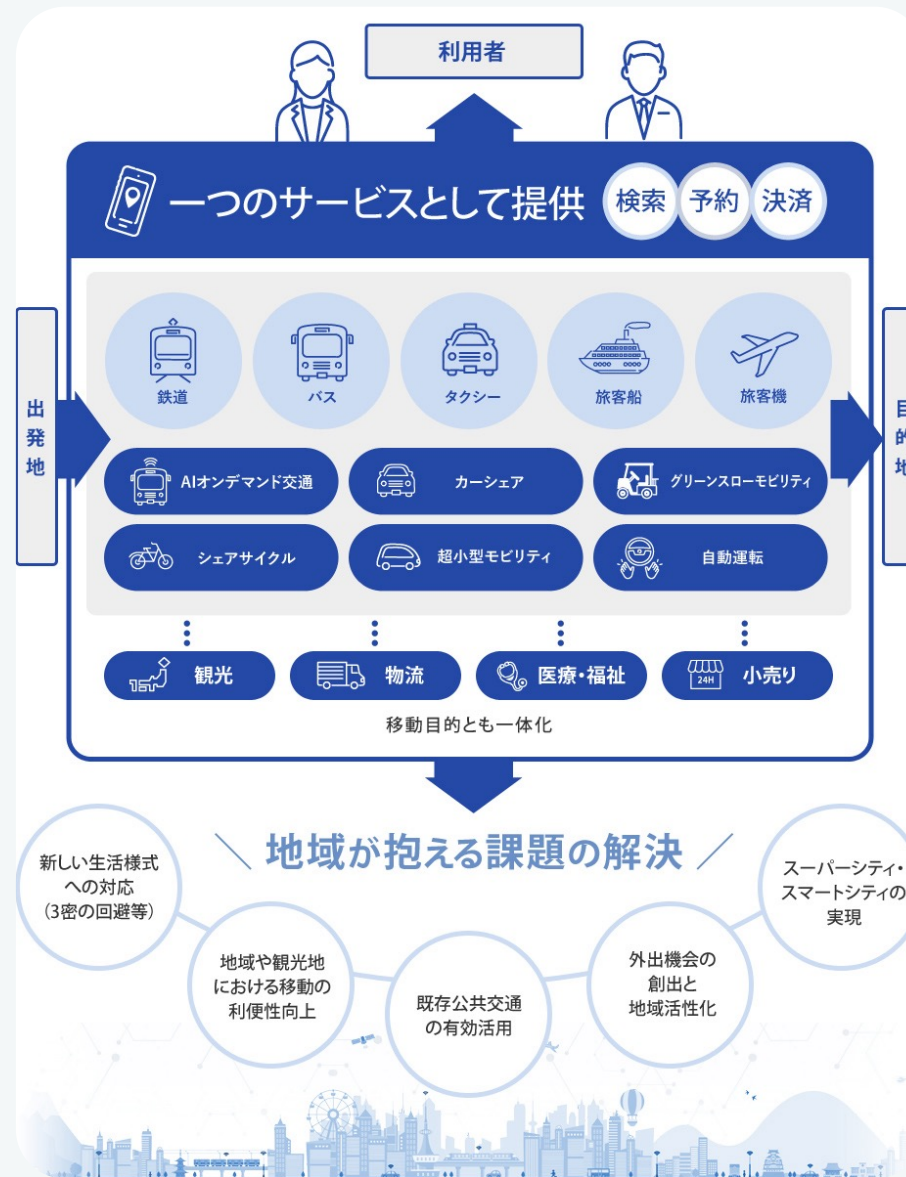 利用者
一つのサービスとして提供
検索
予約
決済
出発地
目的地
鉄道
バス
タクシー
旅客船
旅客機
AIオンデマンド交通
カーシェア
グリーンスローモビリティ
シェアサイクル
超小型モビリティ
自動運転
観光
物流
医療・福祉
24H
小売り
移動目的とも一体化
地域が抱える課題の解決
新しい生活様式
への対応
(3密の回避等)
地域や観光地
における移動の
利便性向上
既存公共交通
の有効活用
外出機会の
創出と
地域活性化
スーパーシティ・
スマートシティの
実現